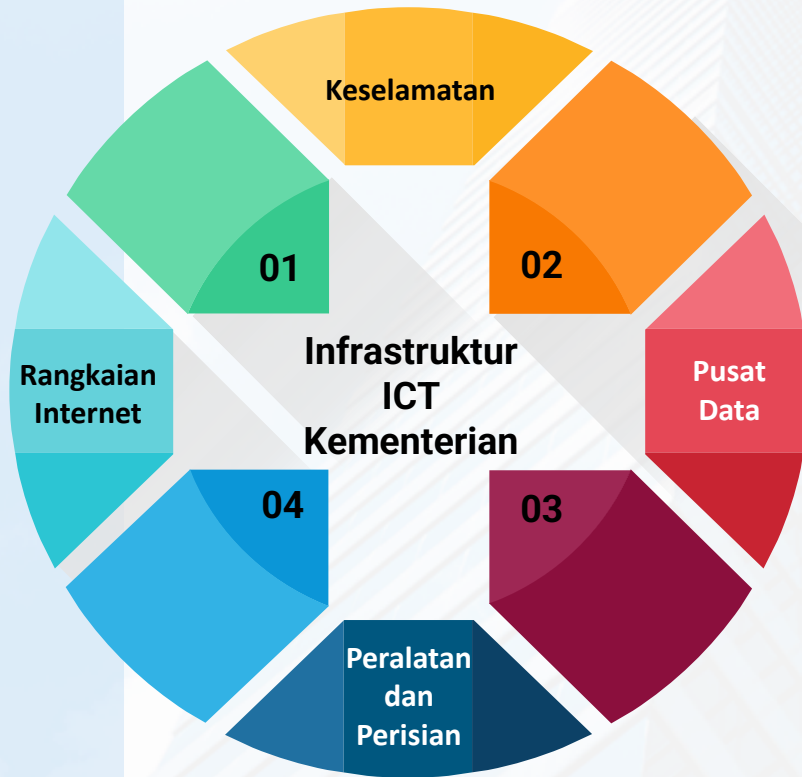 Keselamatan
01
02
Infrastruktur
ICT
Kementerian
Rangkaian
Internet
Pusat
Data
04
03
Peralatan
dan
Perisian